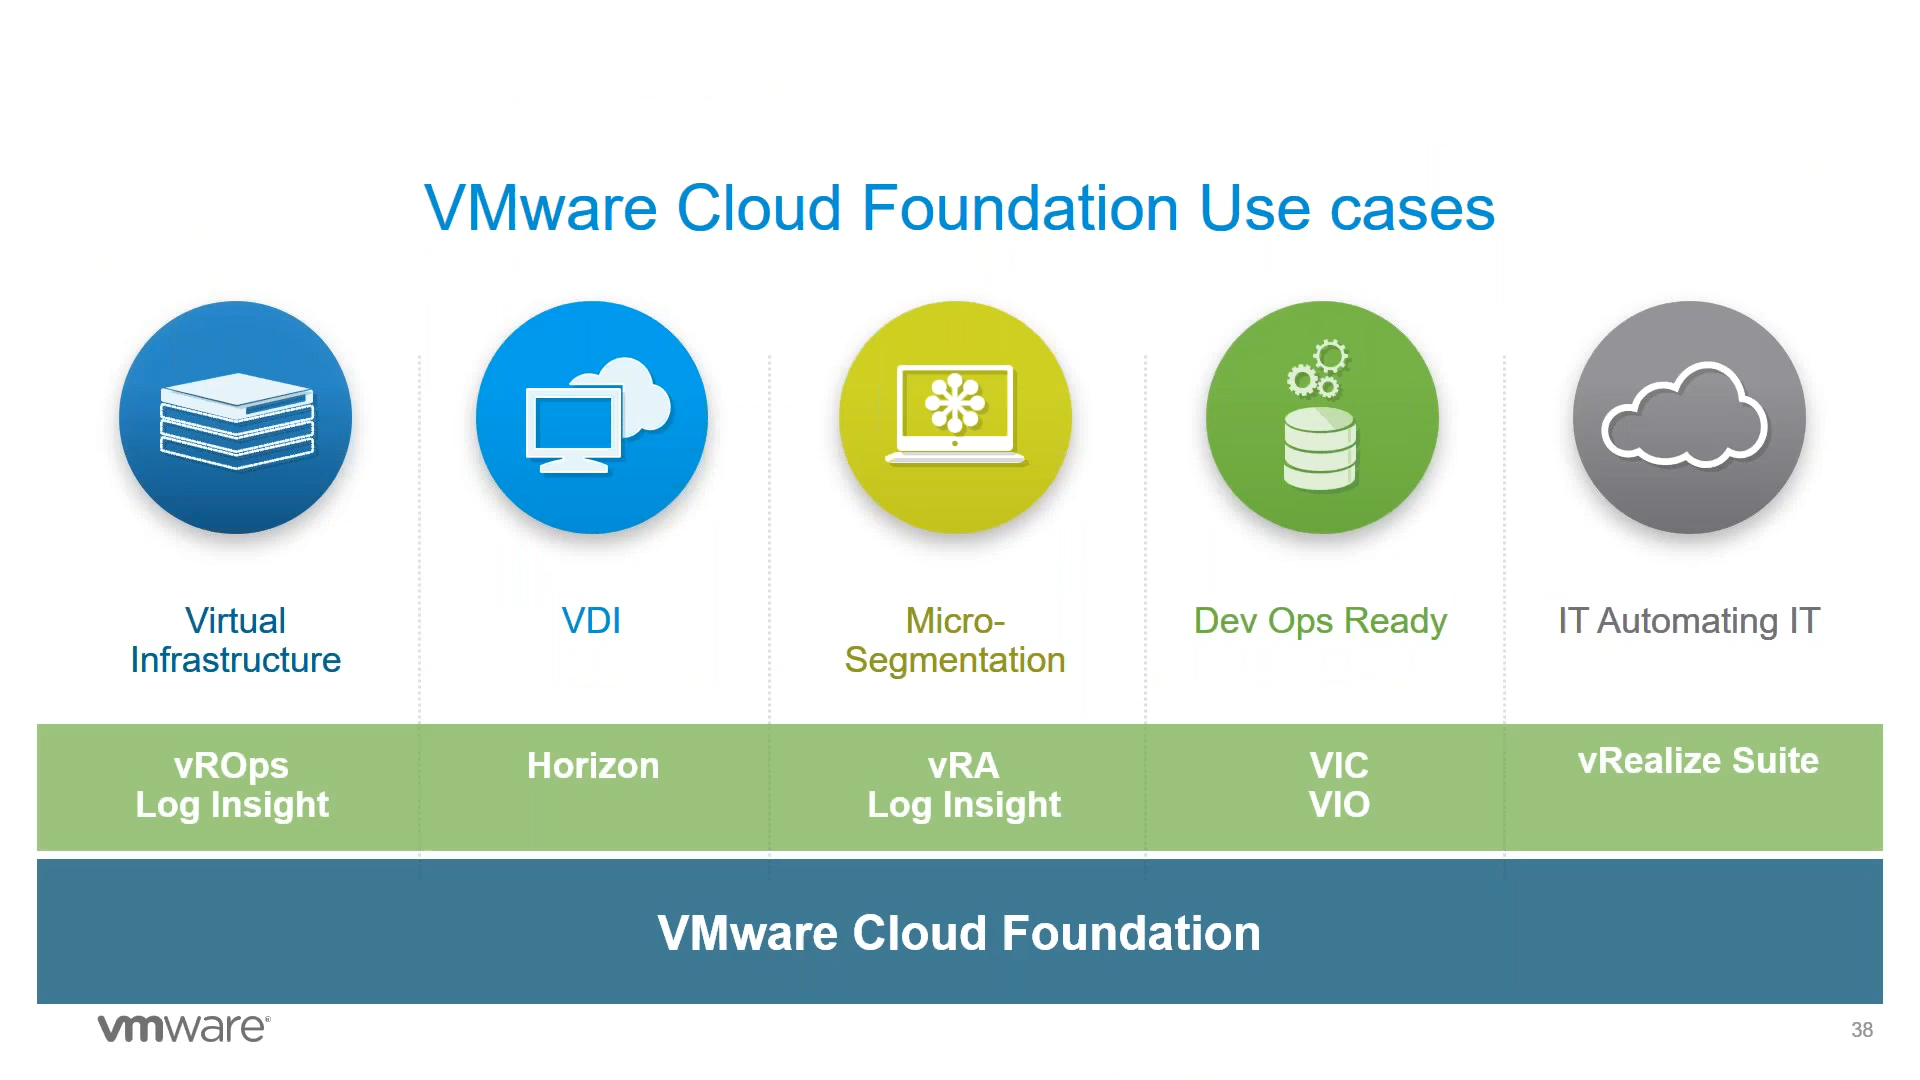 VMware Cloud Foundation Use cases
Virtual
Infrastructure
VDI
Micro-
Segmentation
Dev Ops Ready
IT Automating IT
vROps
Log Insight
Horizon
vRA
Log Insight
VIC
VIO
vRealize Suite
VMware Cloud Foundation
vmware®
38